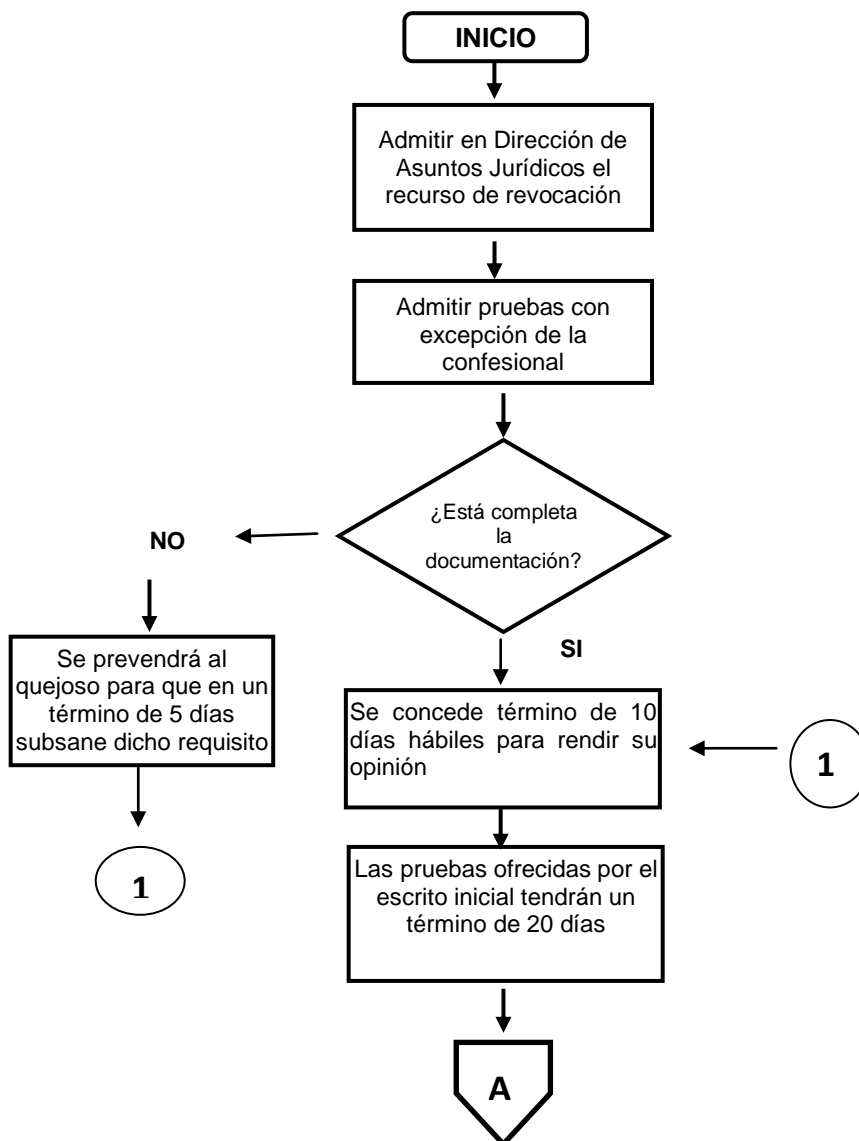 INICIO
Admitir en Dirección de
Asuntos Jurídicos el
recurso de revocación
Admitir pruebas con
excepción de la
confesional
¿Está completa
la
documentación?
NO
SI
Se prevendrá al
quejoso para que en un
término de 5 días
subsane dicho requisito
1
Se concede término de 10
días hábiles para rendir su
opinión
1
Las pruebas ofrecidas por el
escrito inicial tendrán un
término de 20 días
A